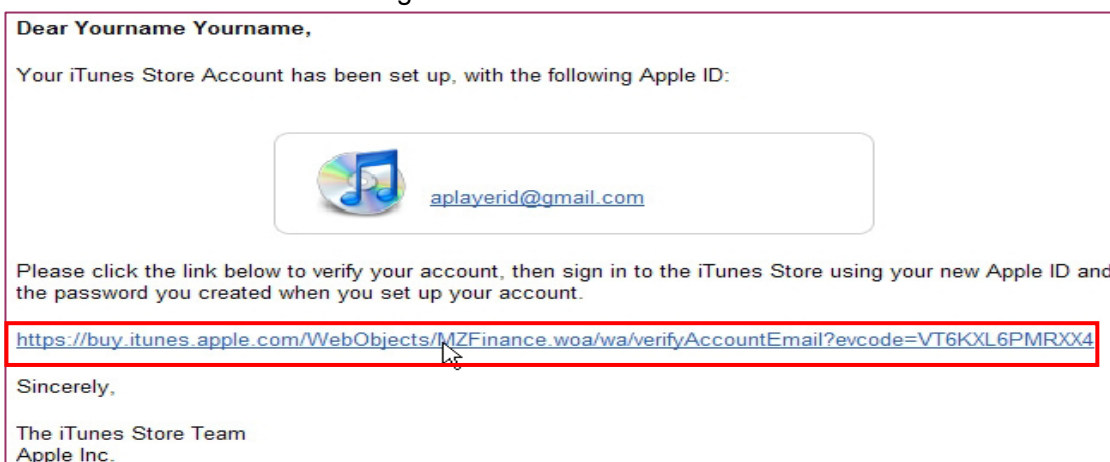 Dear Yourname Yourname,
Your iTunes Store Account has been set up, with the following Apple ID:
aplayerid@gmail.com
Please click the link below to verify your account, then sign in to the iTunes Store using your new Apple ID and
the password you created when you set up your account.
https://buy.itunes.apple.com/WebObjects/MZFinance.woa/wa/verifyAccountEmail?evcode=VT6KXL6PMRXX4
Sincerely,
The iTunes Store Team
Apple Inc.